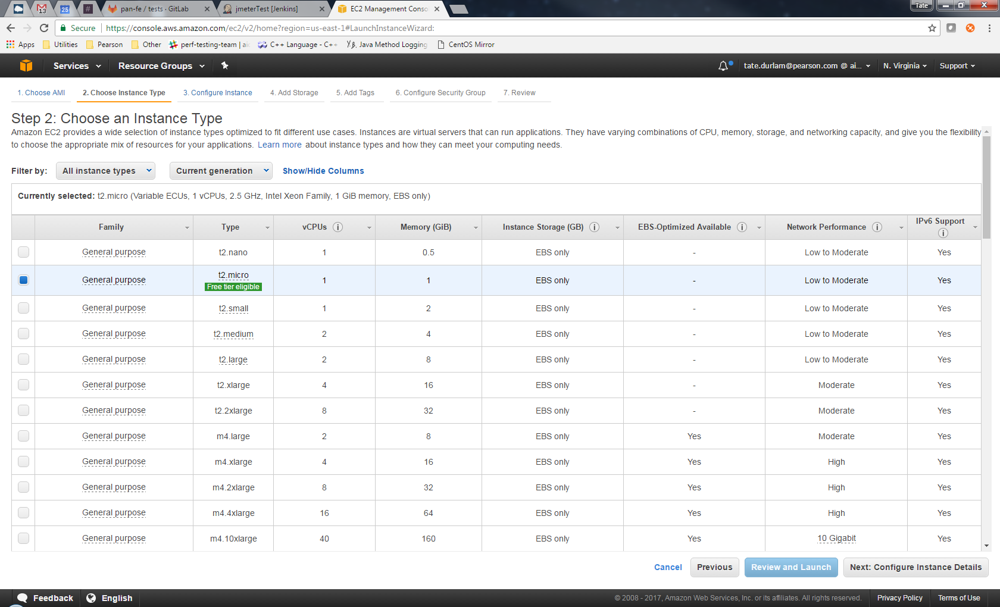 13
25
#
pan-fe / tests · GitLab
jmeterTest [Jenkins]
EC2 Management Conso
Tate
Secure
https://console.aws.amazon.com/ec2/v2/home?region=us-east-1#LaunchInstanceWizard:
Apps
Utilities
Pearson
Other
perf-testing-team | aic
C++ Language - C++
Java Method Logging
CentOS Mirror
Services
Resource Groups
tate.durlam@pearson.com @ ai...
N. Virginia
Support
1. Choose AMI
2. Choose Instance Type
3. Configure Instance
4. Add Storage
5. Add Tags
6. Configure Security Group
7. Review
Step 2: Choose an Instance Type
Amazon EC2 provides a wide selection of instance types optimized to fit different use cases. Instances are virtual servers that can run applications. They have varying combinations of CPU, memory, storage, and networking capacity, and give you the flexibility
to choose the appropriate mix of resources for your applications. Learn more about instance types and how they can meet your computing needs.
Filter by: All instance types Current generation Show/Hide Columns
Currently selected: t2.micro (Variable ECUs, 1 vCPUs, 2.5 GHz, Intel Xeon Family, 1 GiB memory, EBS only)
Family Type vCPUs i Memory (GiB) Instance Storage (GB) i EBS-Optimized Available i Network Performance i IPv6 Support i
General purpose t2.nano 1 0.5 EBS only - Low to Moderate Yes
General purpose t2.micro 1 1 EBS only - Low to Moderate Yes
Free tier eligible
General purpose t2.small 1 2 EBS only - Low to Moderate Yes
General purpose t2.medium 2 4 EBS only - Low to Moderate Yes
General purpose t2.large 2 8 EBS only - Low to Moderate Yes
General purpose t2.xlarge 4 16 EBS only - Moderate Yes
General purpose t2.2xlarge 8 32 EBS only - Moderate Yes
General purpose m4.large 2 8 EBS only Yes Moderate Yes
General purpose m4.xlarge 4 16 EBS only Yes High Yes
General purpose m4.2xlarge 8 32 EBS only Yes High Yes
General purpose m4.4xlarge 16 64 EBS only Yes High Yes
General purpose m4.10xlarge 40 160 EBS only Yes 10 Gigabit Yes
Cancel Previous Review and Launch Next: Configure Instance Details
Feedback English © 2008 - 2017, Amazon Web Services, Inc. or its affiliates. All rights reserved. Privacy Policy Terms of Use